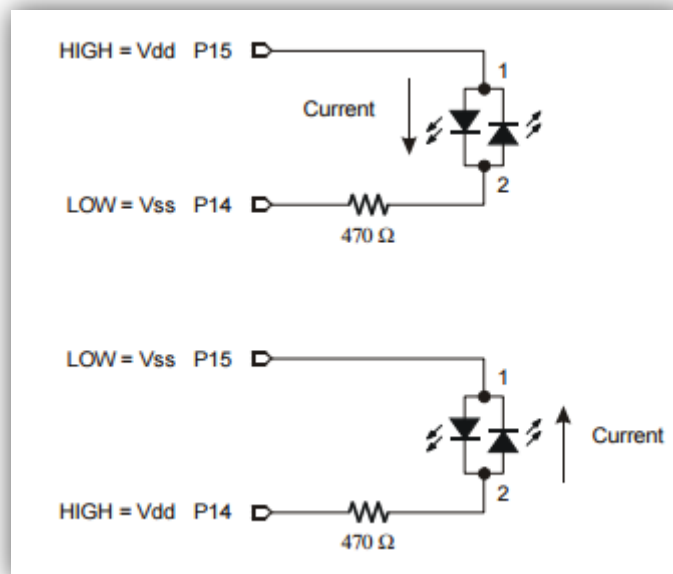 HIGH = Vdd P15
1
Current
2
LOW = Vss P14
470 Ω
LOW = Vss P15
1
Current
2
HIGH = Vdd P14
470 Ω